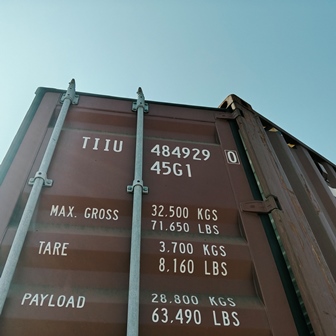 TIIU 484929 0
45G1
MAX. GROSS 32.500 KGS
71.650 LBS
TARE 3.700 KGS
8,160 LBS
PAYLOAD 28.800 KGS
63,490 LBS